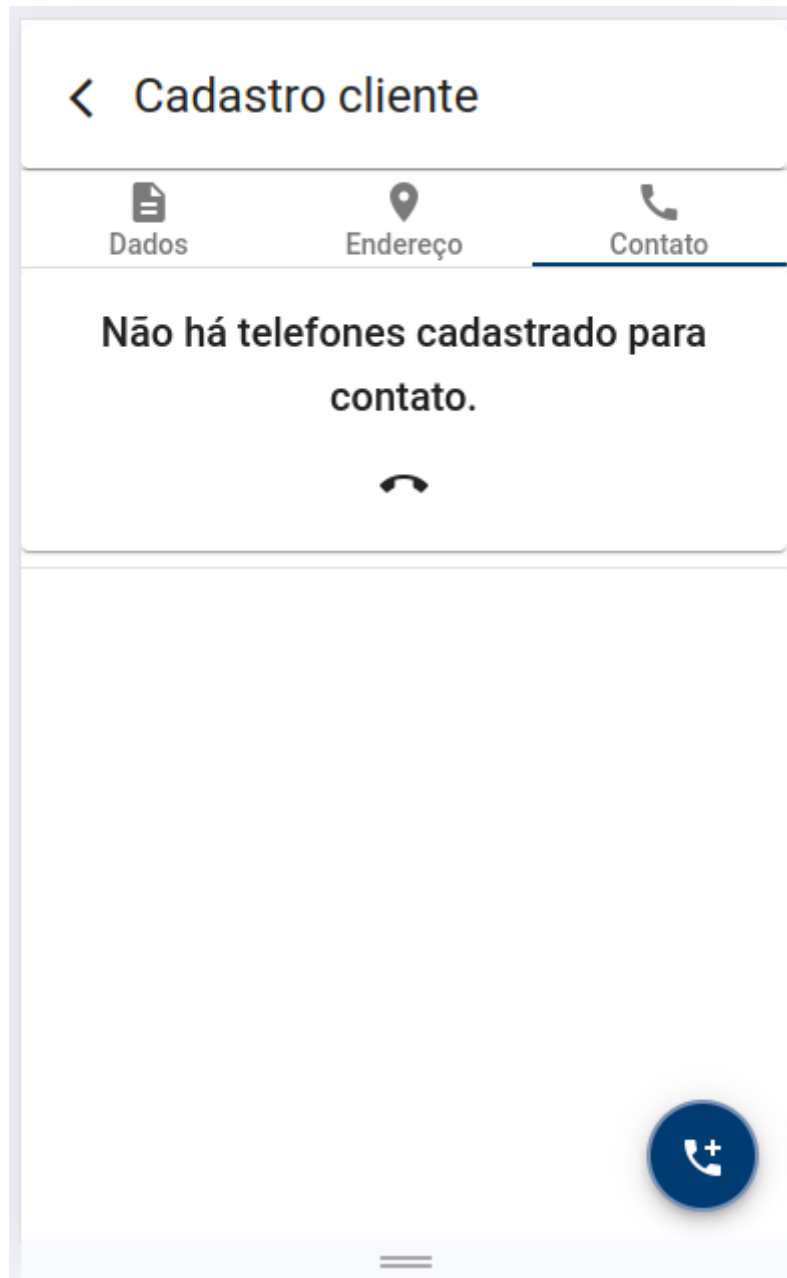 Cadastro cliente
Dados
Endereço
Contato
Não há telefones cadastrado para
contato.